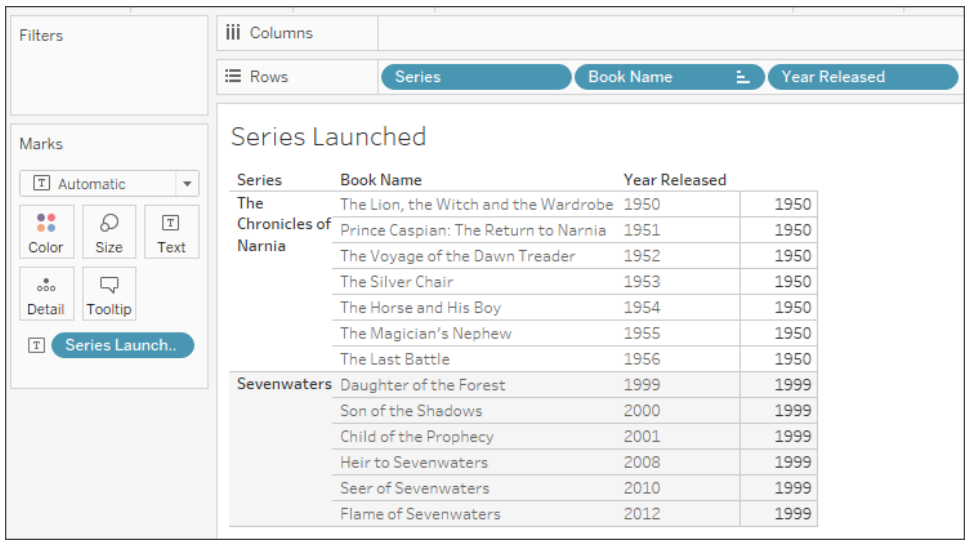 Filters
iii Columns
Rows Series Book Name Year Released
Marks
T Automatic
Color Size T Text
Detail Tooltip
T Series Launch..
Series Launched
Series Book Name Year Released
The Chronicles of Narnia The Lion, the Witch and the Wardrobe 1950 1950
Prince Caspian: The Return to Narnia 1951 1950
The Voyage of the Dawn Treader 1952 1950
The Silver Chair 1953 1950
The Horse and His Boy 1954 1950
The Magician's Nephew 1955 1950
The Last Battle 1956 1950
Sevenwaters Daughter of the Forest 1999 1999
Son of the Shadows 2000 1999
Child of the Prophecy 2001 1999
Heir to Sevenwaters 2008 1999
Seer of Sevenwaters 2010 1999
Flame of Sevenwaters 2012 1999